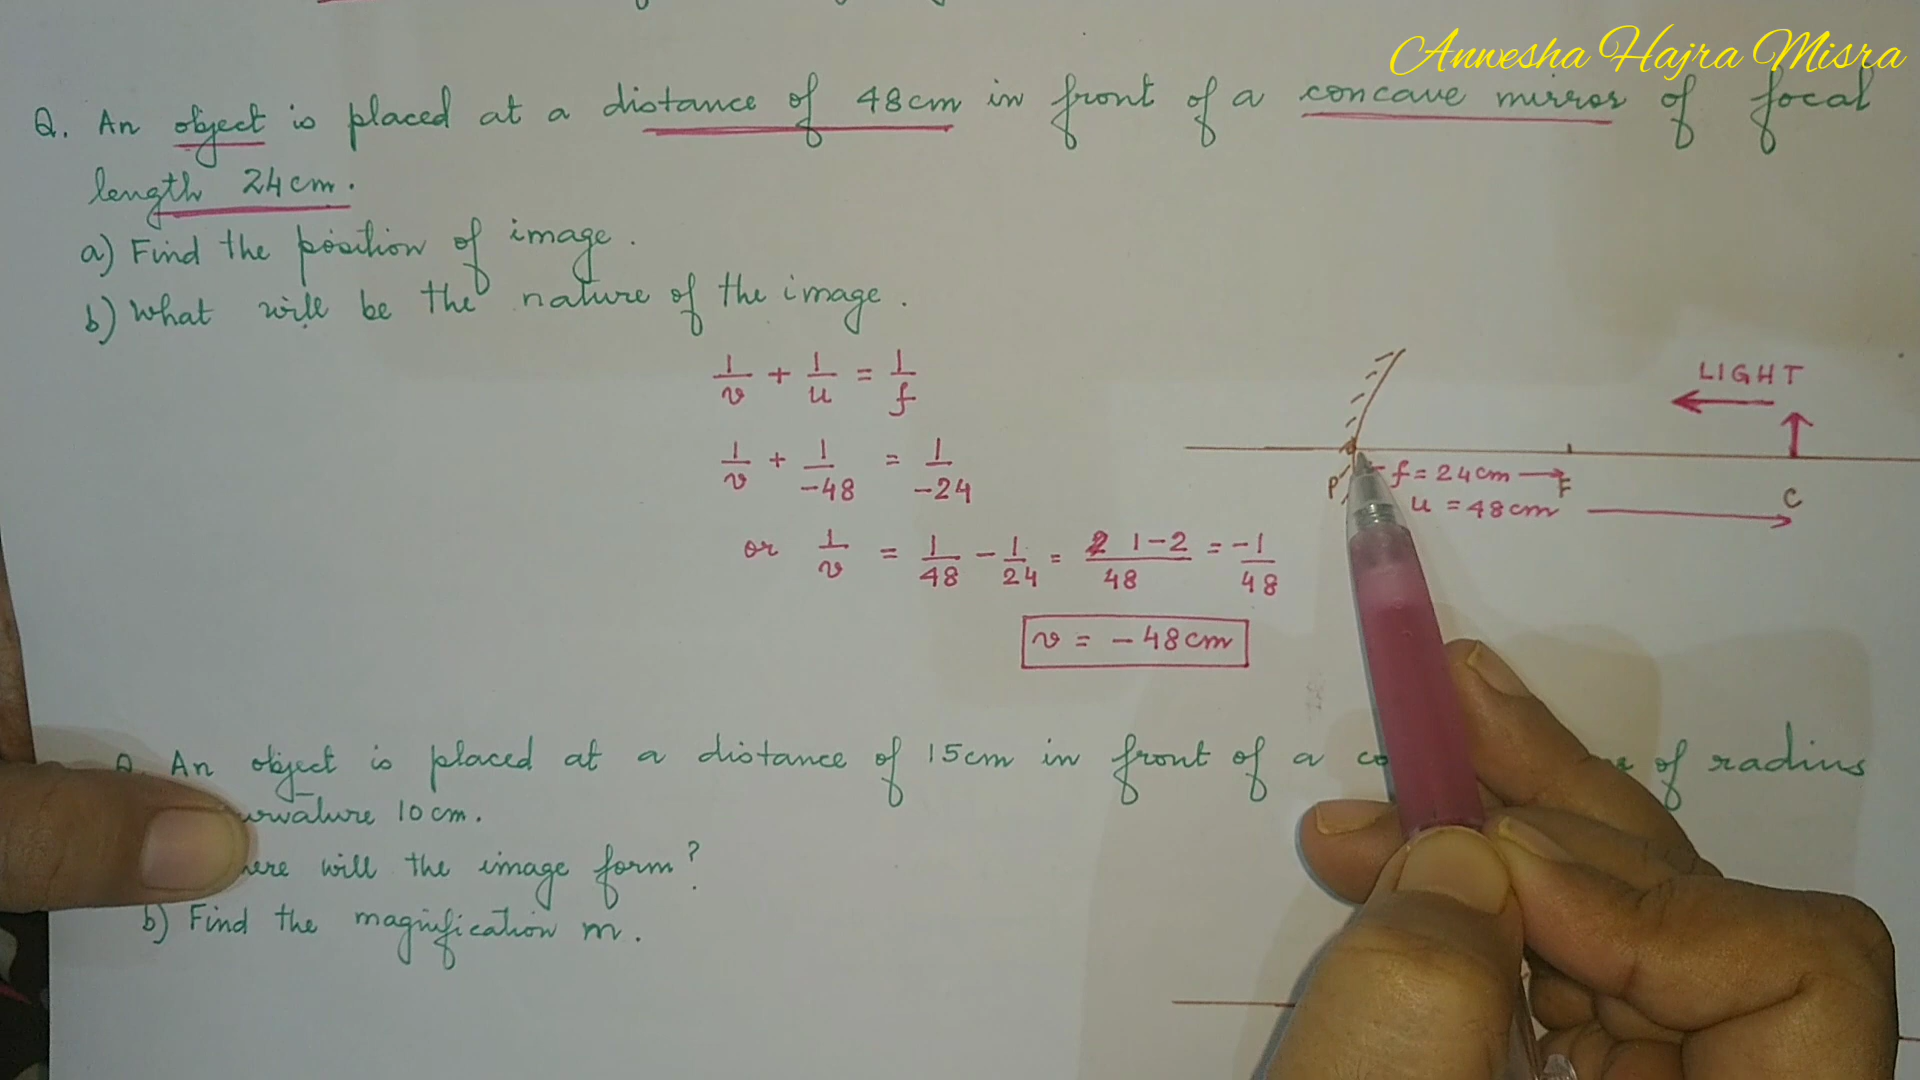 Anwesha Hajra Misra
Q. An object is placed at a distance of 48cm in front of a concave mirror of focal
length 24cm.
a) Find the position of image.
b) What will be the nature of the image.
1/v + 1/u = 1/f
1/v + 1/-48 = 1/-24
or 1/v = 1/48 - 1/24 = 1-2/48 = -1/48
v = -48cm
LIGHT
P f = 24cm F
u = 48cm C
Q. An object is placed at a distance of 15cm in front of a of radius
10cm.
will the image form?
b) Find the magnification m.